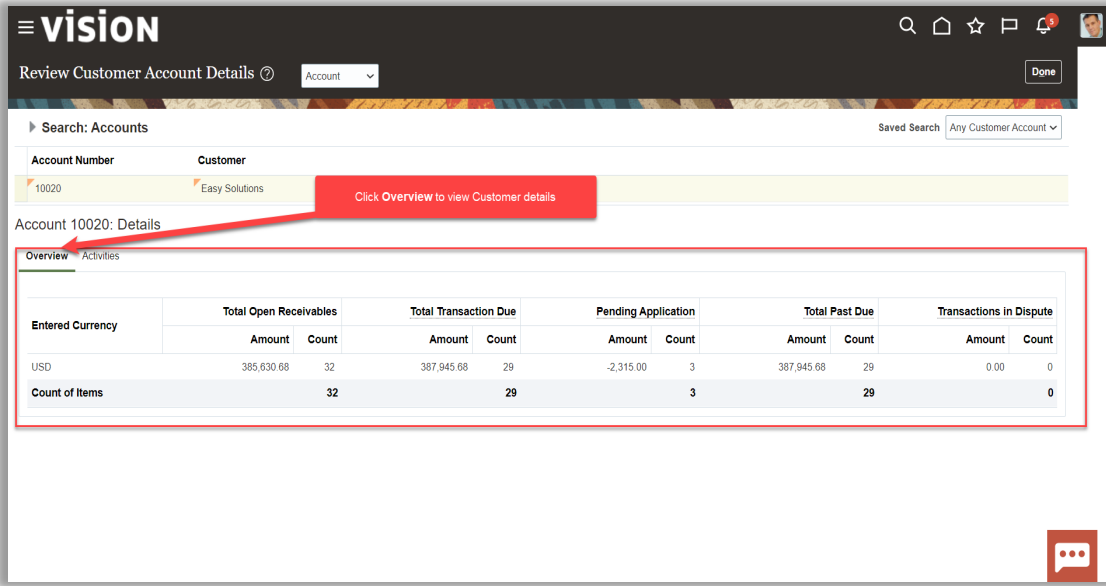 VISION
5
Review Customer Account Details
Account
Done
Search: Accounts
Saved Search Any Customer Account
Account Number Customer
10020 Easy Solutions
Click Overview to view Customer details
Account 10020: Details
Overview Activities
Entered Currency Total Open Receivables Total Transaction Due Pending Application Total Past Due Transactions in Dispute
Amount Count Amount Count Amount Count Amount Count Amount Count
USD 385,630.68 32 387,945.68 29 -2,315.00 3 387,945.68 29 0.00 0
Count of Items 32 29 3 29 0